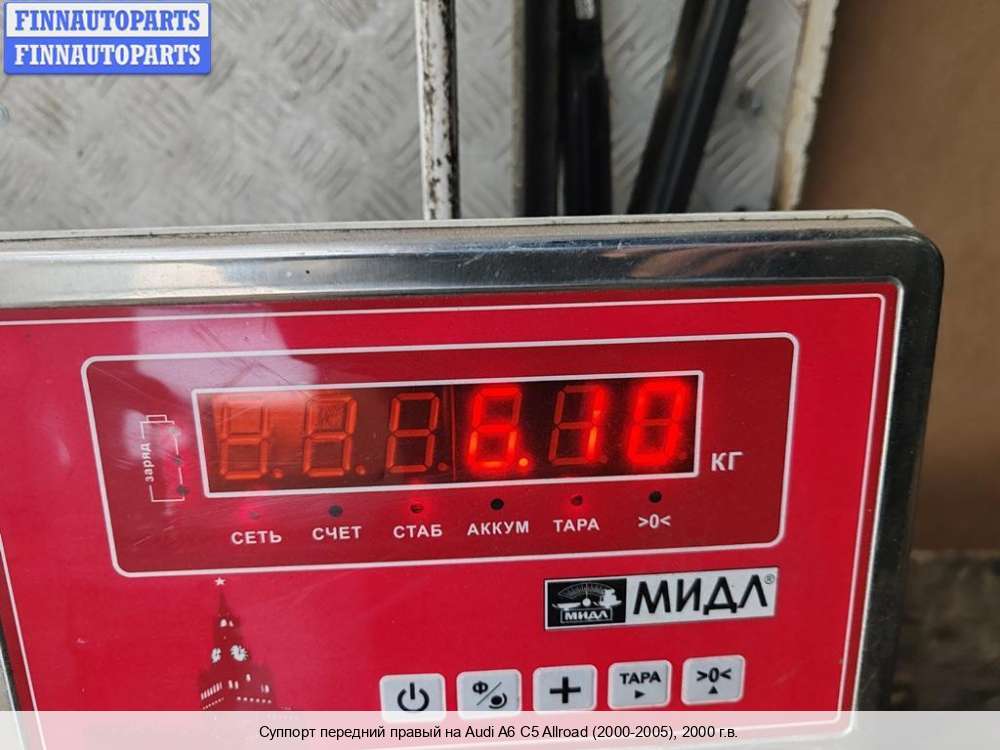 FINNAUTOPARTS
FINNAUTOPARTS
6.10
КГ
заряд
СЕТЬ СЧЕТ СТАБ АККУМ ТАРА >0<
МИДЛ МИДЛ®
Ф ТАРА >0<
Суппорт передний правый на Audi A6 C5 Allroad (2000-2005), 2000 г.в.